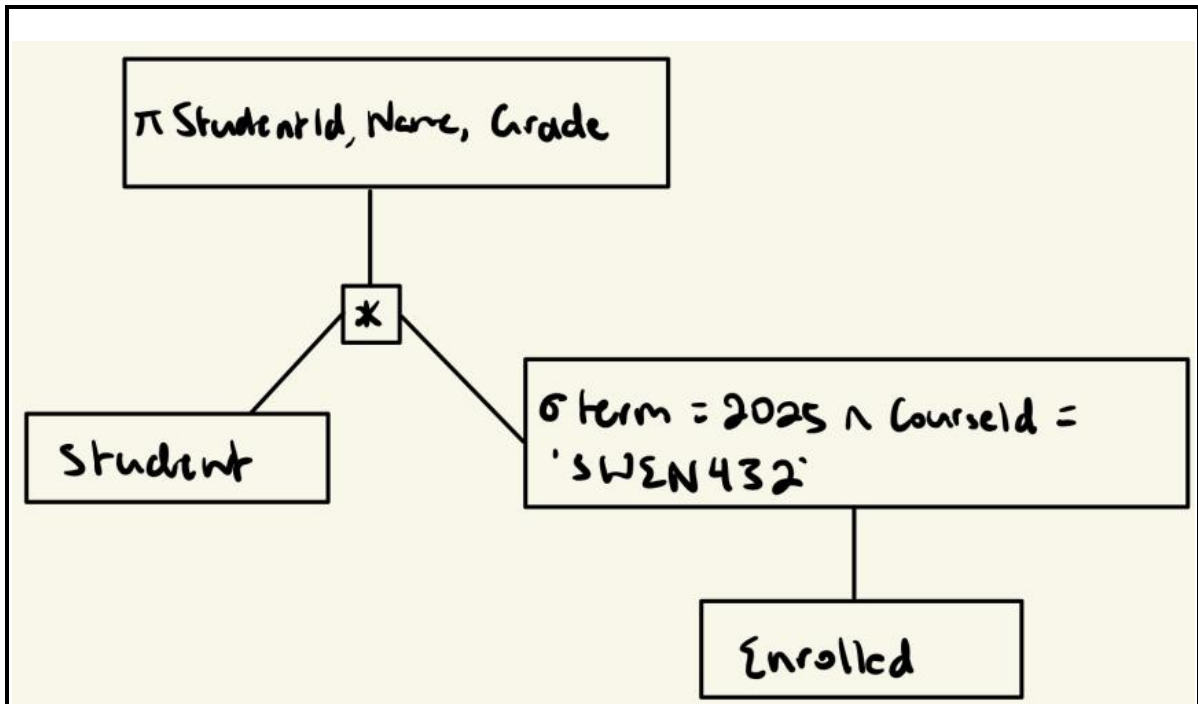 π StudentId, Name, Grade
*
Student
σ term = 2025 ∧ CourseId =
'SWEN432'
Enrolled